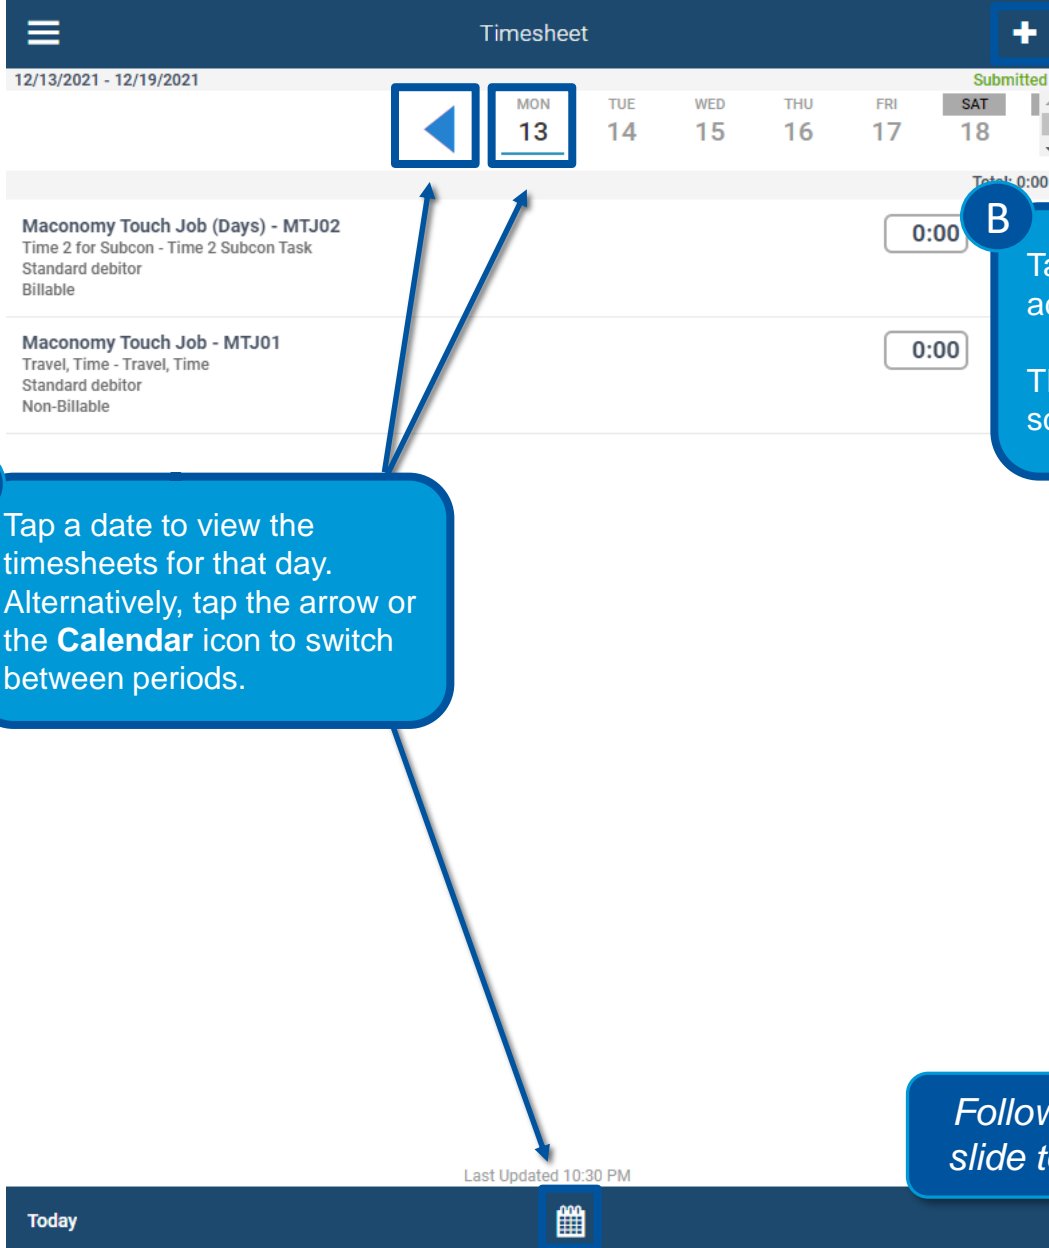 Timesheet
12/13/2021 - 12/19/2021
Submitted
MON TUE WED THU FRI SAT
13 14 15 16 17 18
Total: 0:00
Maconomy Touch Job (Days) - MTJ02
0:00
Time 2 for Subcon - Time 2 Subcon Task
Standard debitor
Billable
B
Maconomy Touch Job - MTJ01
0:00
Travel, Time - Travel, Time
Standard debitor
Non-Billable
Tap a date to view the
timesheets for that day.
Alternatively, tap the arrow or
the Calendar icon to switch
between periods.
slide
Last Updated 10:30 PM
Today